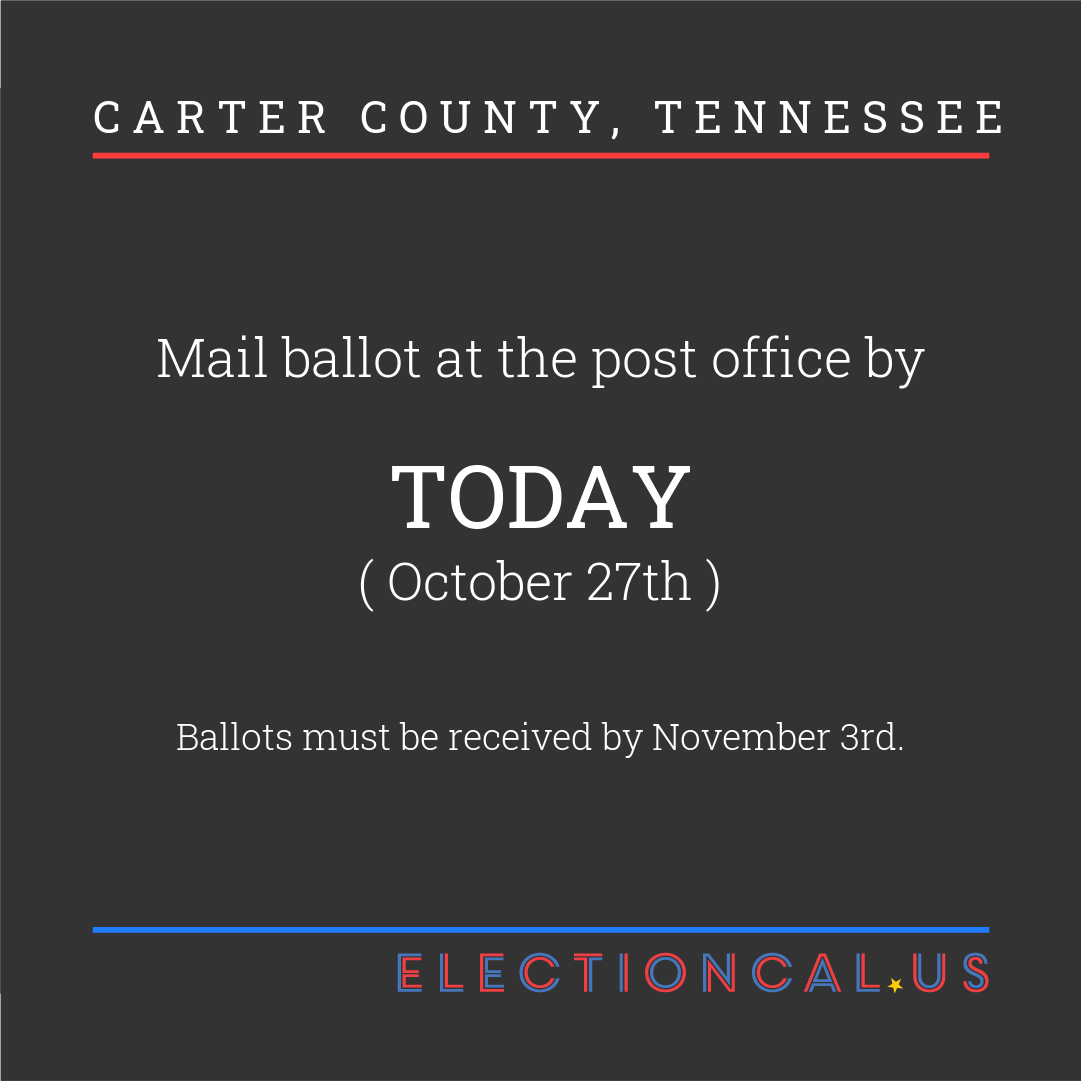 CARTER COUNTY, TENNESSEE
Mail ballot at the post office by
TODAY
( October 27th )
Ballots must be received by November 3rd.
ELECTIONCAL.US